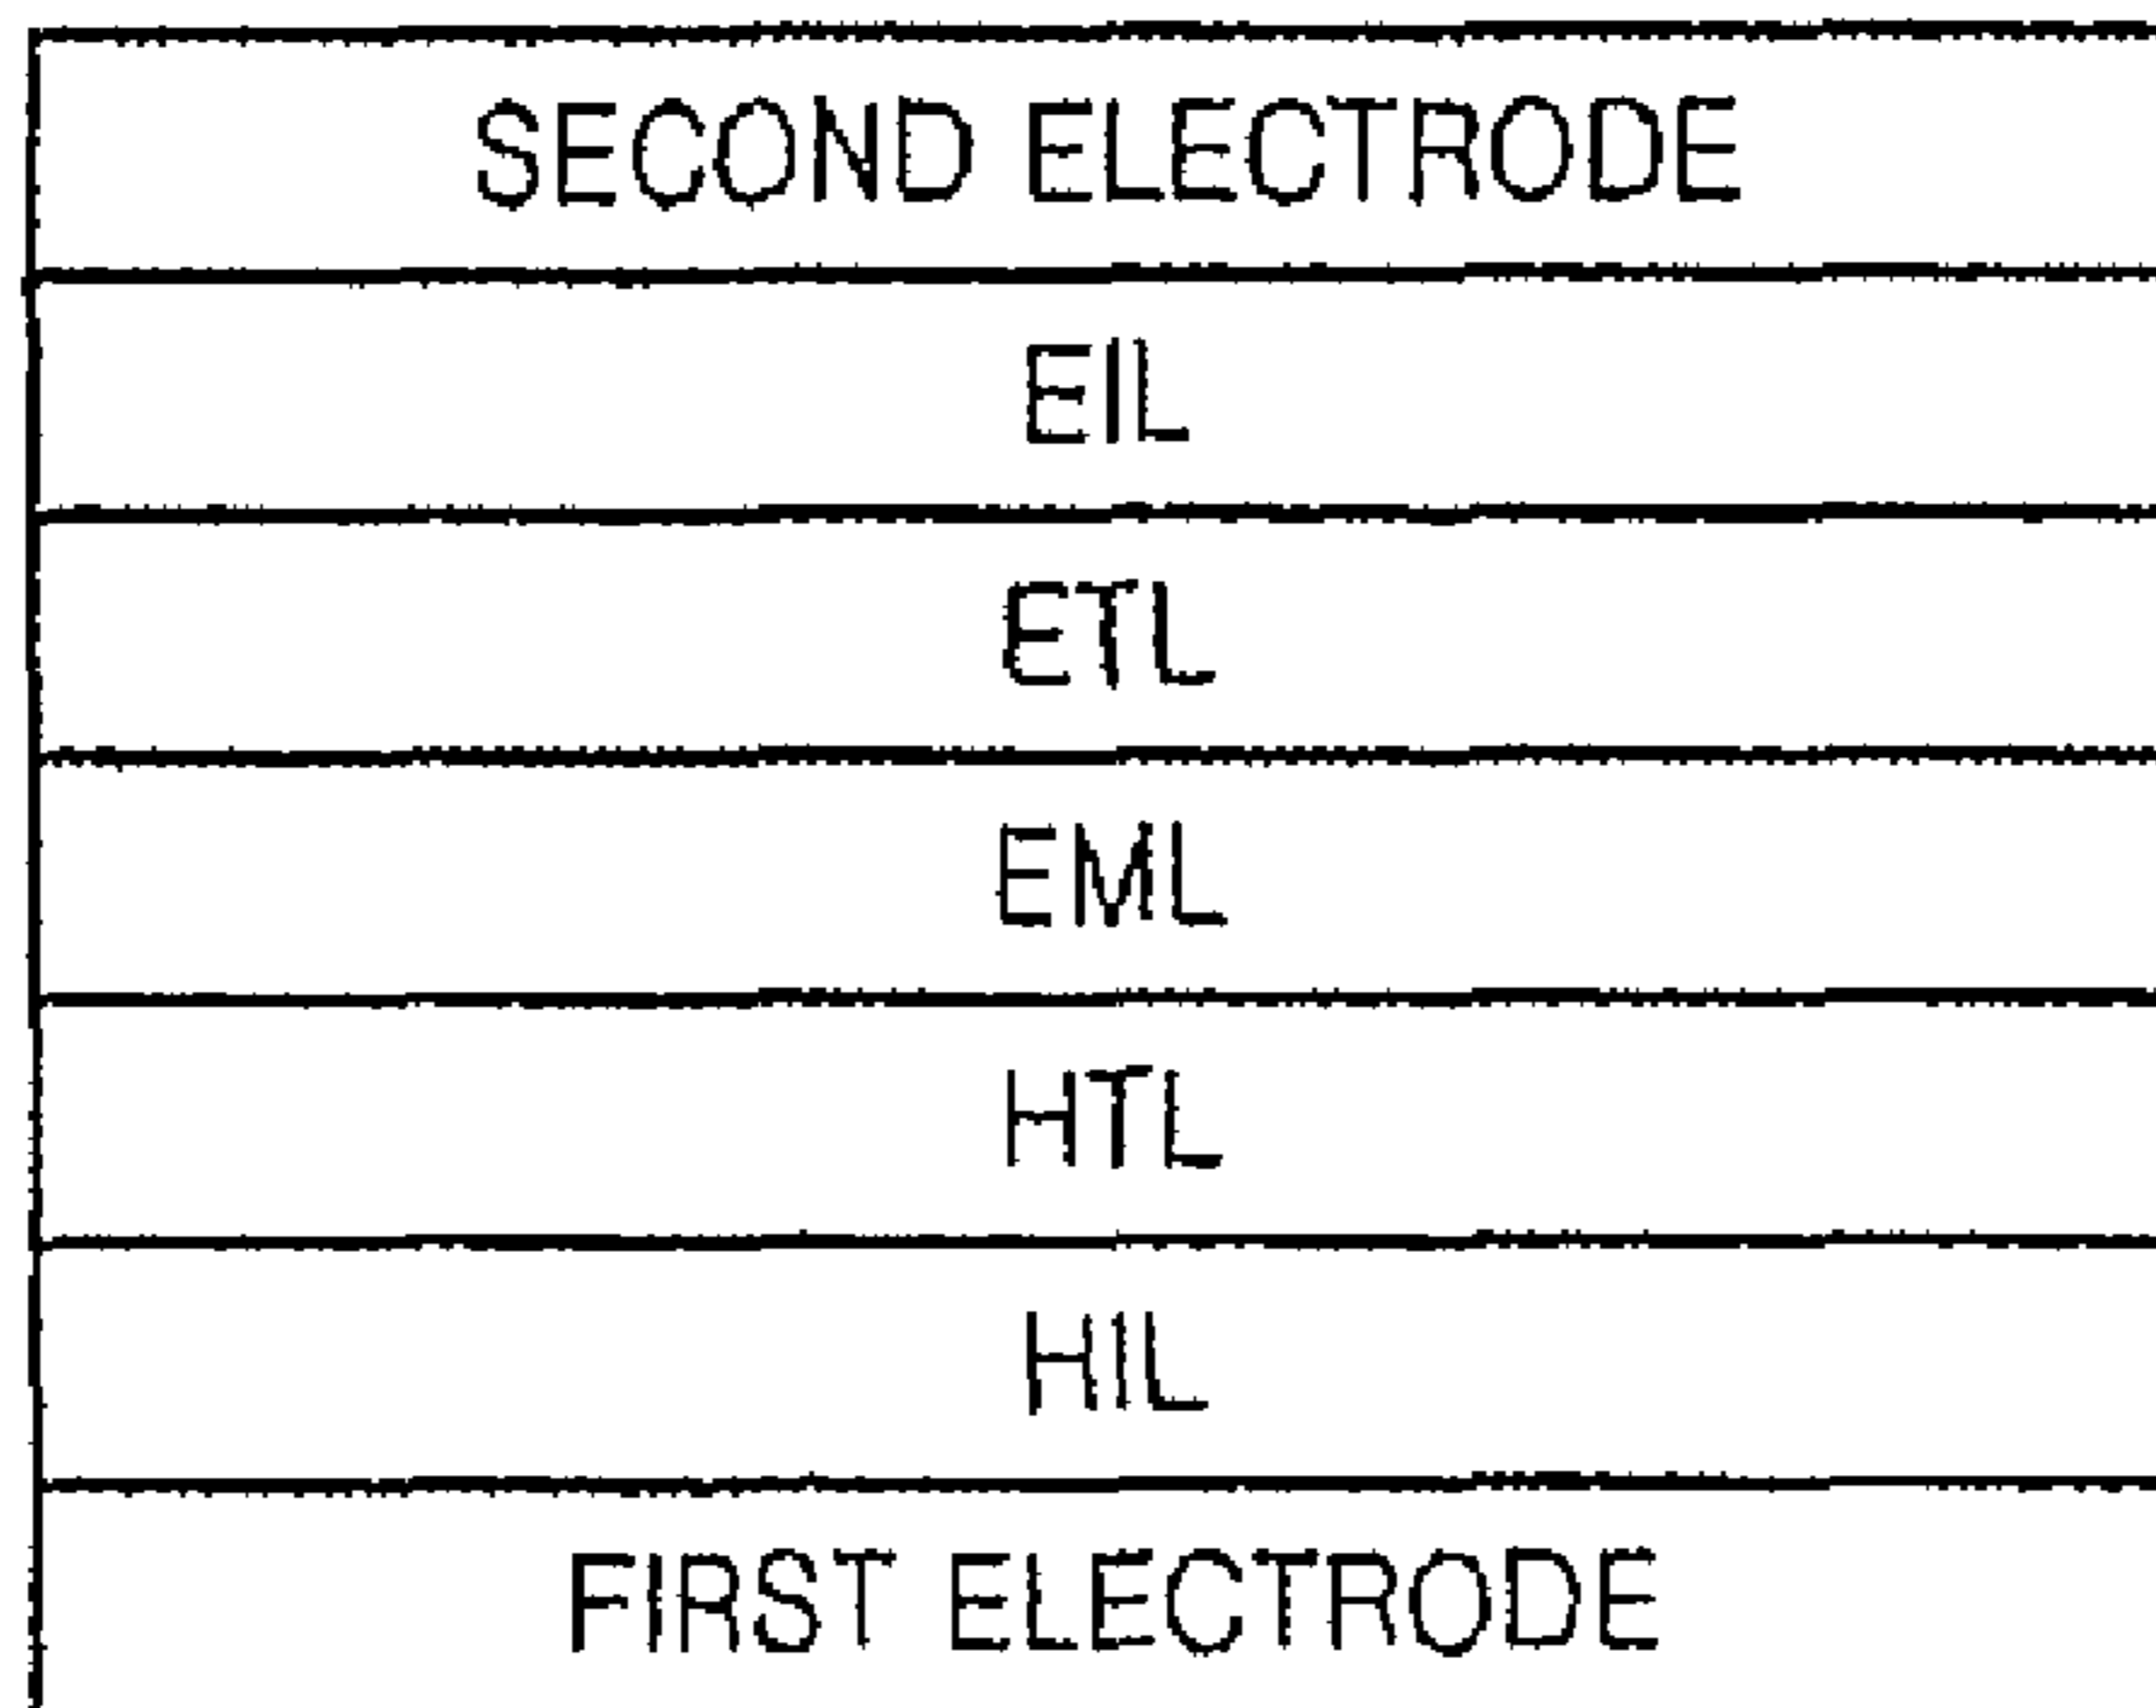 SECOND ELECTRODE
EIL
ETL
EML
HTL
HIL
FIRST ELECTRODE